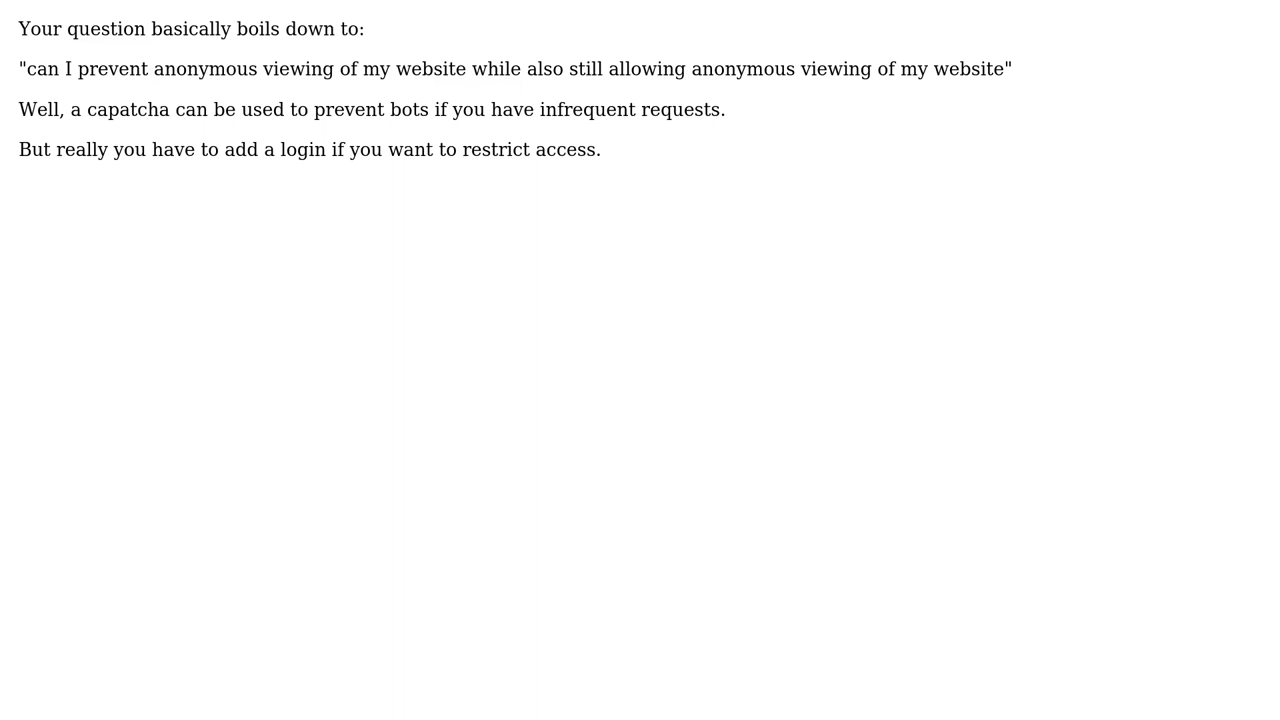 Your question basically boils down to:
"can I prevent anonymous viewing of my website while also still allowing anonymous viewing of my website"
Well, a capatcha can be used to prevent bots if you have infrequent requests.
But really you have to add a login if you want to restrict access.